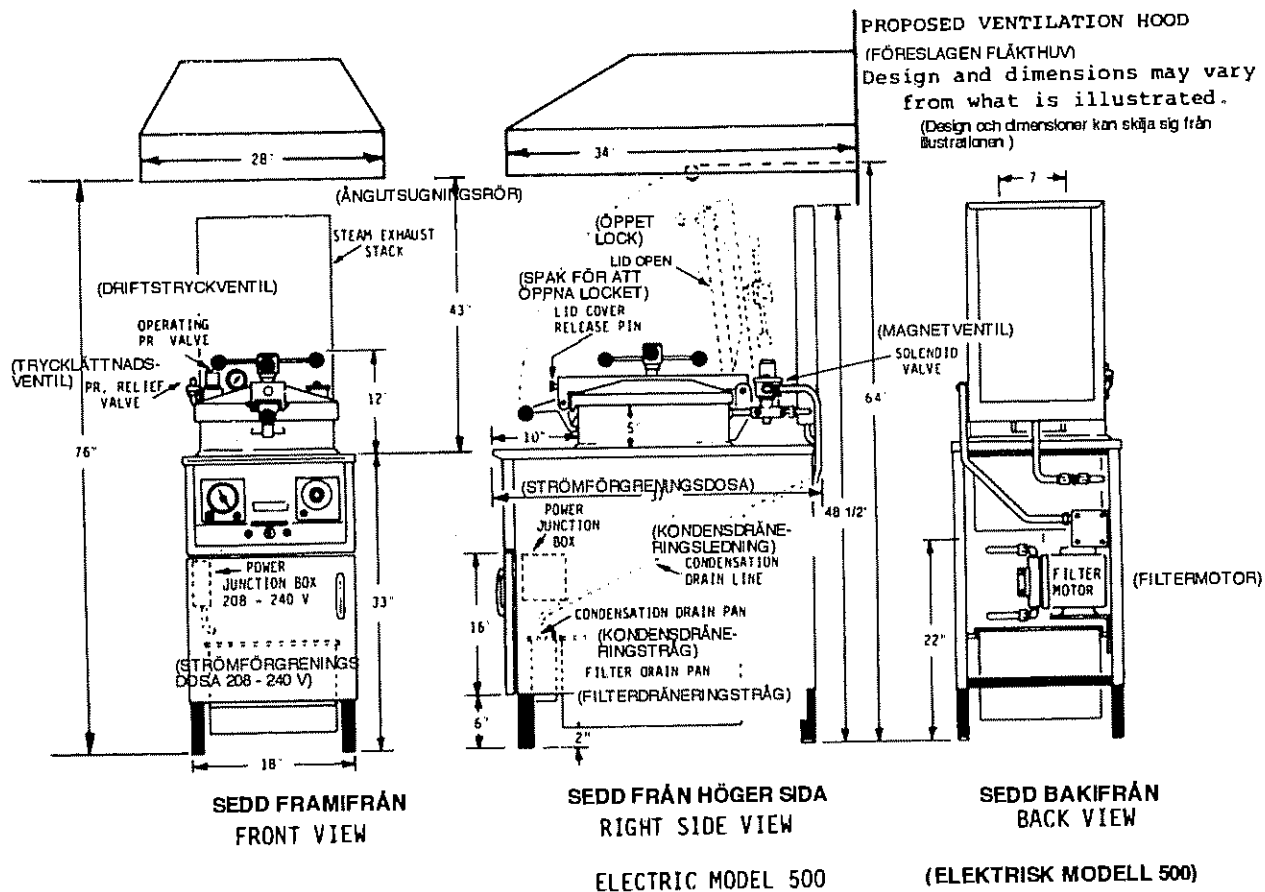 PROPOSED VENTILATION HOOD
(FÖRESLAGEN FLÄKTHUV)
Design and dimensions may vary
from what is illustrated.
(Design och dimensioner kan skilja sig från
illustrationen )
28"
34"
7
(ÅNGUTSUGNINGSRÖR)
STEAM EXHAUST
STACK
(ÖPPET
LOCK)
LID OPEN
(DRIFTSTRYCKVENTIL)
OPERATING
PR VALVE
(SPAK FÖR ATT
ÖPPNA LOCKET)
LID COVER
RELEASE PIN
43"
(MAGNETVENTIL)
SOLENOID
VALVE
(TRYCKLÄTTNADS-
VENTIL)
PR. RELIEF
VALVE
12"
64"
76"
10"
5"
(STRÖMFÖRGRENINGSDOSA)
48 1/2"
POWER
JUNCTION
BOX
(KONDENSDRÄNE-
RINGSLEDNING)
CONDENSATION
DRAIN LINE
POWER
JUNCTION BOX
208 - 240 V
33"
FILTER
MOTOR
(FILTERMOTOR)
16"
CONDENSATION DRAIN PAN
(KONDENSDRÄNE-
RINGSTRÅG)
FILTER DRAIN PAN
(FILTERDRÄNERINGSTRÅG)
22"
(STRÖMFÖRGRENINGS
DOSA 208 - 240 V)
6"
2"
18"
SEDD FRAMIFRÅN
FRONT VIEW
SEDD FRÅN HÖGER SIDA
RIGHT SIDE VIEW
SEDD BAKIFRÅN
BACK VIEW
ELECTRIC MODEL 500
(ELEKTRISK MODELL 500)